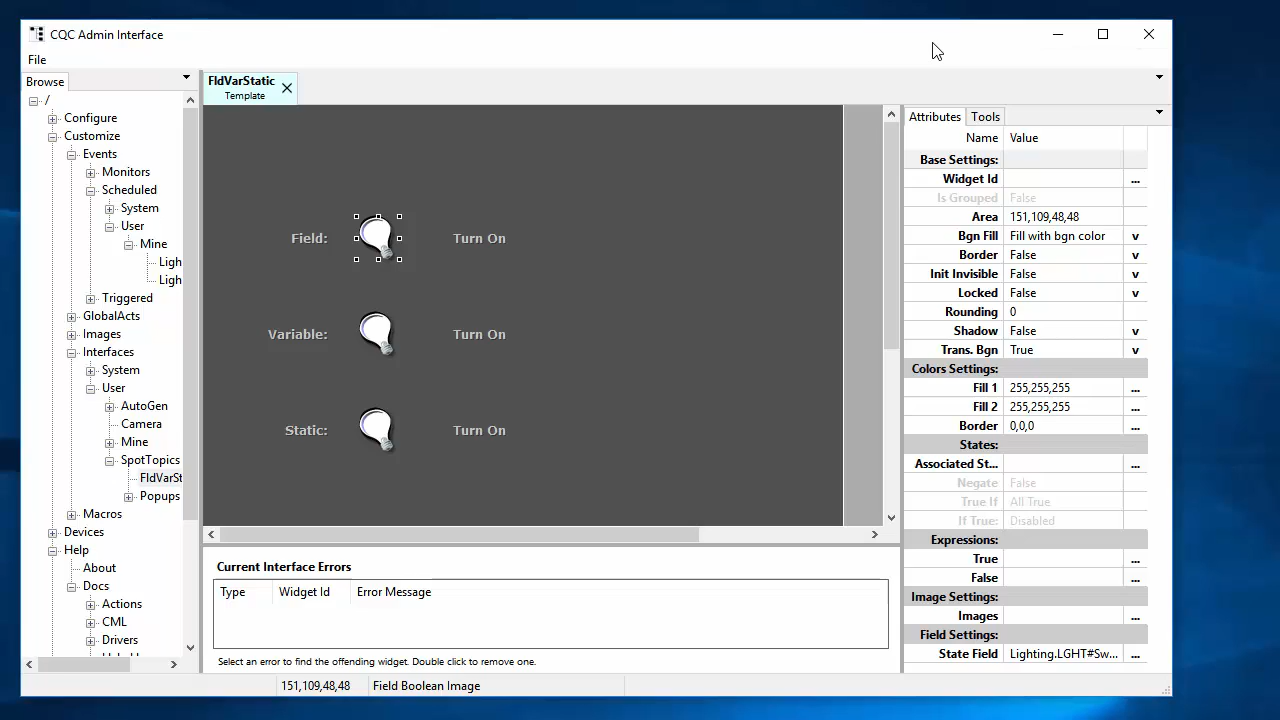 CQC Admin Interface
File
Browse
/
Configure
Customize
Events
Monitors
Scheduled
System
User
Mine
Ligh
Ligh
Triggered
GlobalActs
Images
Interfaces
System
User
AutoGen
Camera
Mine
SpotTopics
FldVarSt
Popups
Macros
Devices
Help
About
Docs
Actions
CML
Drivers
FldVarStatic
Template
Field: Turn On
Variable: Turn On
Static: Turn On
Current Interface Errors
Type Widget Id Error Message
Select an error to find the offending widget. Double click to remove one.
Attributes Tools
Name Value
Base Settings:
Widget Id ...
Is Grouped False
Area 151,109,48,48
Bgn Fill Fill with bgn color v
Border False v
Init Invisible False v
Locked False v
Rounding 0
Shadow False v
Trans. Bgn True v
Colors Settings:
Fill 1 255,255,255 ...
Fill 2 255,255,255 ...
Border 0,0,0 ...
States:
Associated St... ...
Negate False
True If All True
If True: Disabled
Expressions:
True ...
False ...
Image Settings:
Images ...
Field Settings:
State Field Lighting.LGHT#Sw... ...
151,109,48,48 Field Boolean Image